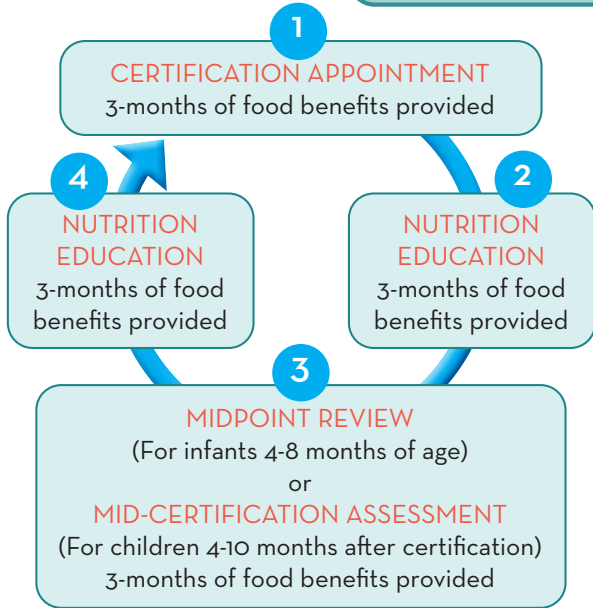 1
CERTIFICATION APPOINTMENT
3-months of food benefits provided
2
NUTRITION
EDUCATION
3-months of food
benefits provided
3
MIDPOINT REVIEW
(For infants 4-8 months of age)
or
MID-CERTIFICATION ASSESSMENT
(For children 4-10 months after certification)
3-months of food benefits provided
4
NUTRITION
EDUCATION
3-months of food
benefits provided